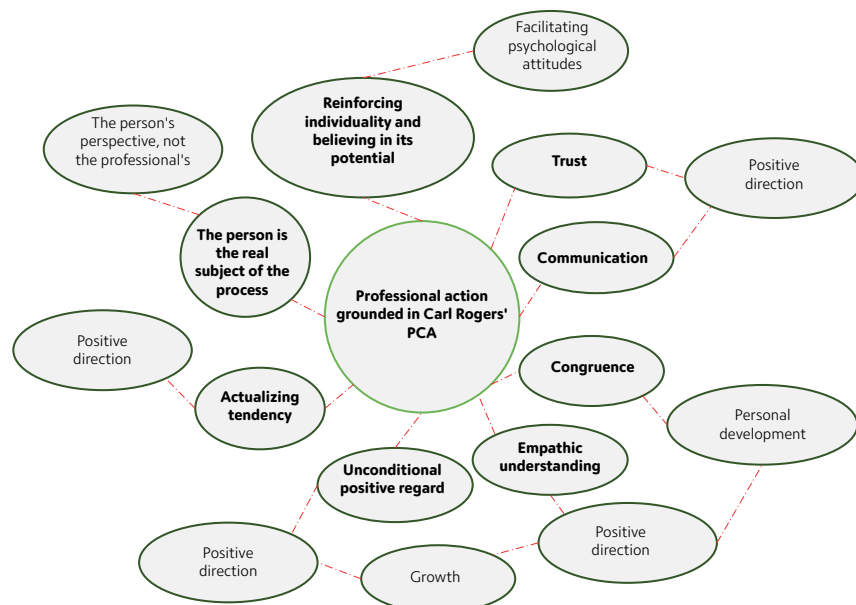 Facilitating
psychological
attitudes
Reinforcing
individuality and
believing in its
potential
The person's
perspective, not
the professional's
Trust
Positive
direction
The person is
the real
subject of the
process
Communication
Professional action
grounded in Carl Rogers'
PCA
Positive
direction
Actualizing
tendency
Congruence
Personal
development
Empathic
understanding
Unconditional
positive regard
Positive
direction
Growth
Positive
direction